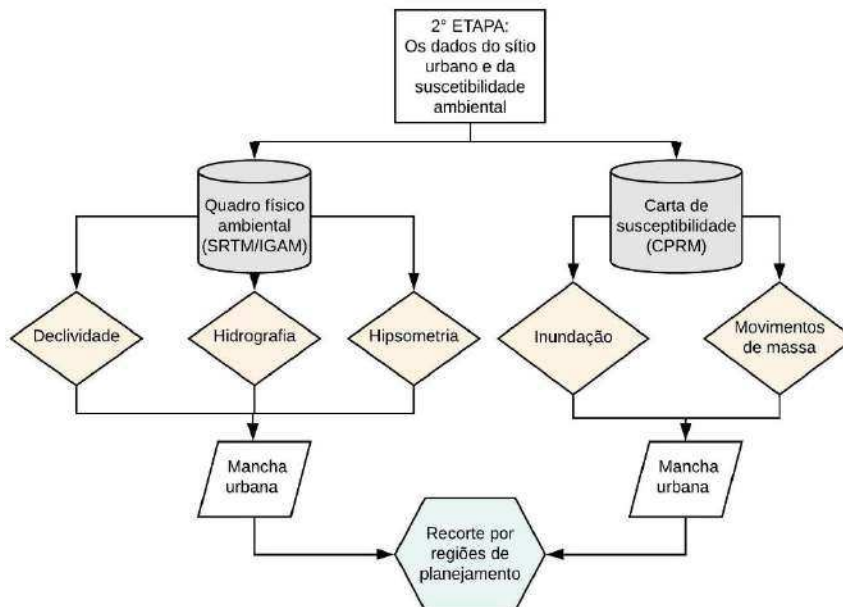 2° ETAPA:
Os dados do sítio
urbano e da
suscetibilidade
ambiental
Quadro físico
ambiental
(SRTM/IGAM)
Carta de
susceptibilidade
(CPRM)
Declividade
Hidrografia
Hipsometria
Inundação
Movimentos
de massa
Mancha
urbana
Mancha
urbana
Recorte por
regiões de
planejamento